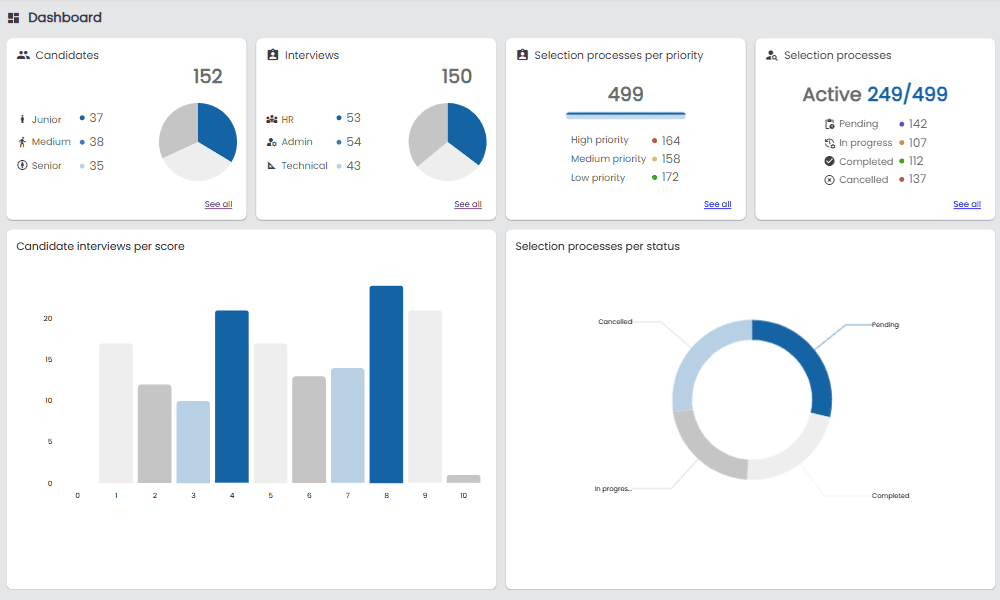 Dashboard
Candidates
152
Junior 37
Medium 38
Senior 35
See all
Interviews
150
HR 53
Admin 54
Technical 43
See all
Selection processes per priority
499
High priority 164
Medium priority 158
Low priority 172
See all
Selection processes
Active 249/499
Pending 142
In progress 107
Completed 112
Cancelled 137
See all
Candidate interviews per score
20
15
10
5
0
0 1 2 3 4 5 6 7 8 9 10
Selection processes per status
Cancelled
Pending
In progres...
Completed